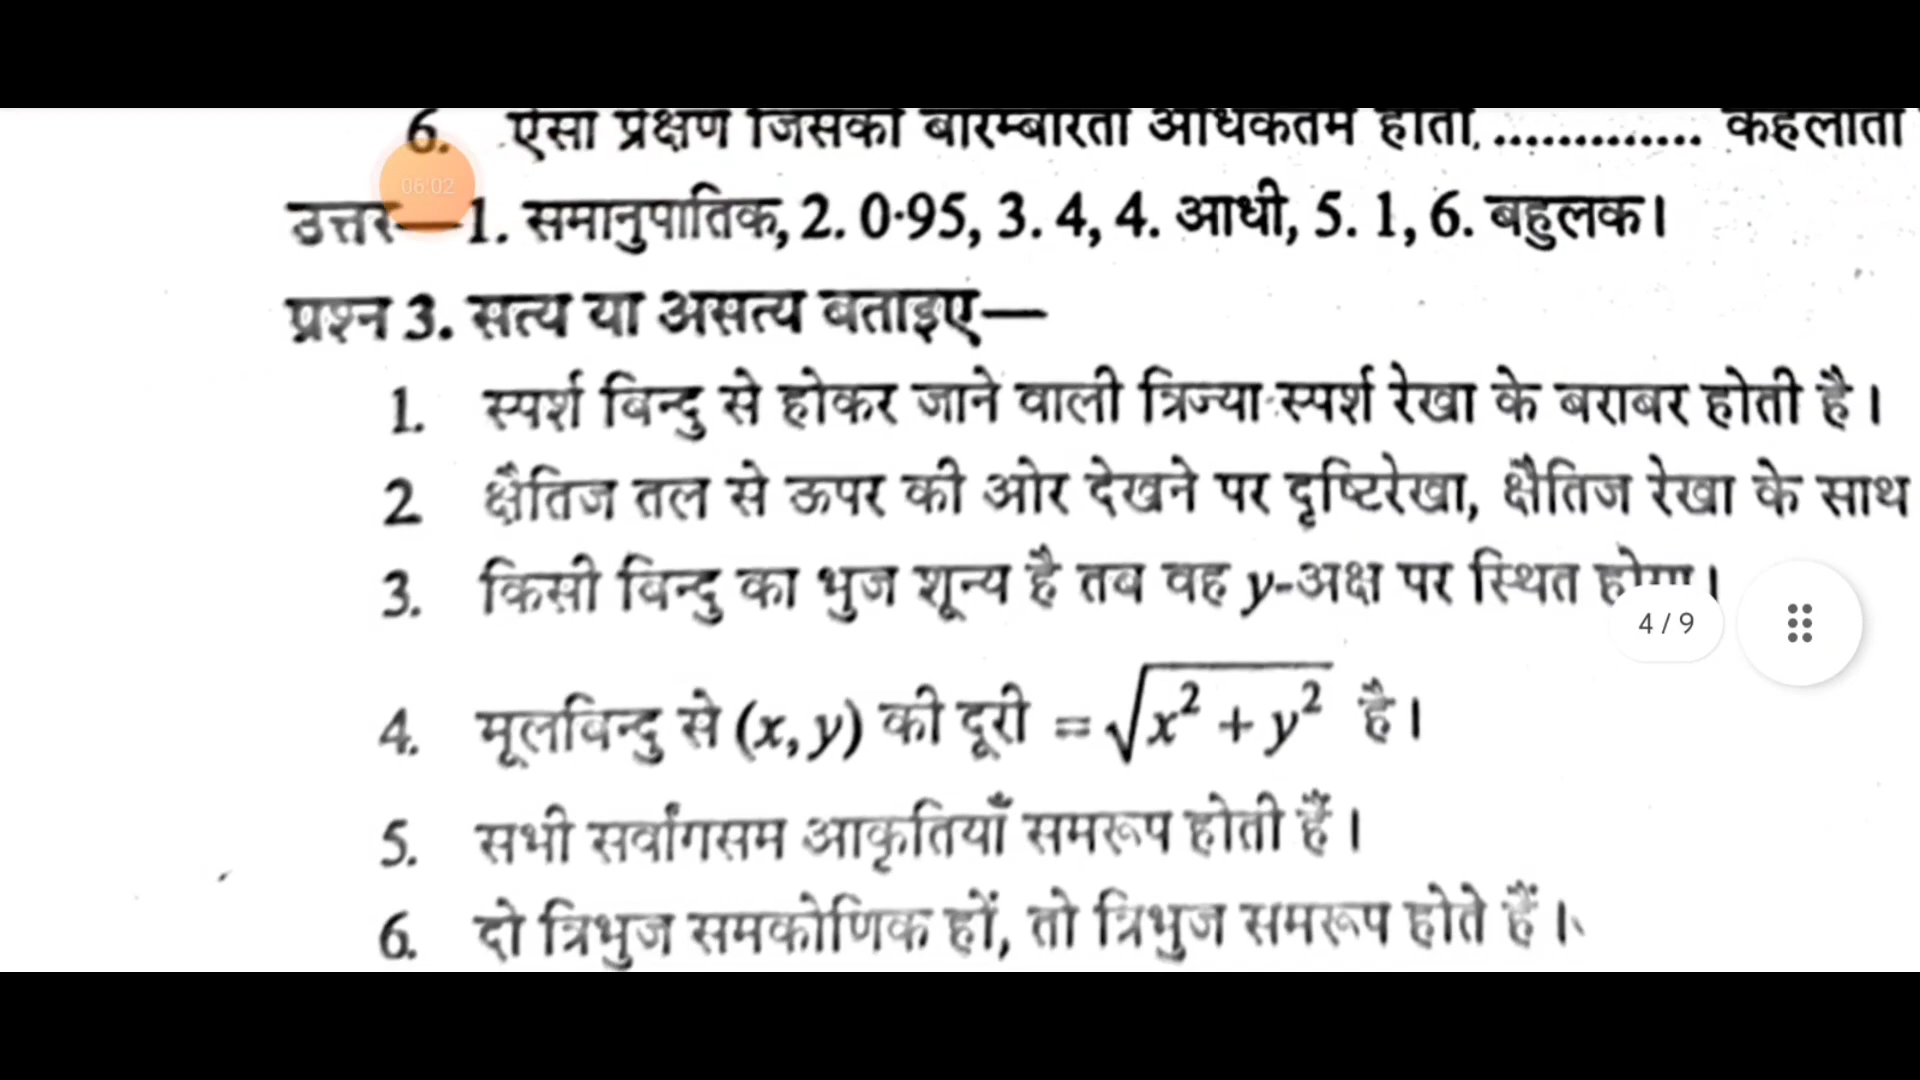 6. ऐसा प्रेक्षण जिसकी बारम्बारता अधिकतम होती, ............. कहलाता
06:02
उत्तर—1. समानुपातिक, 2. 0·95, 3. 4, 4. आधी, 5. 1, 6. बहुलक।
प्रश्न 3. सत्य या असत्य बताइए—
1. स्पर्श बिन्दु से होकर जाने वाली त्रिज्या स्पर्श रेखा के बराबर होती है।
2 क्षैतिज तल से ऊपर की ओर देखने पर दृष्टिरेखा, क्षैतिज रेखा के साथ
3. किसी बिन्दु का भुज शून्य है तब वह y-अक्ष पर स्थित होगा।
4 / 9
4. मूलबिन्दु से (x, y) की दूरी = √x² + y² है।
5. सभी सर्वांगसम आकृतियाँ समरूप होती हैं।
6. दो त्रिभुज समकोणिक हों, तो त्रिभुज समरूप होते हैं।